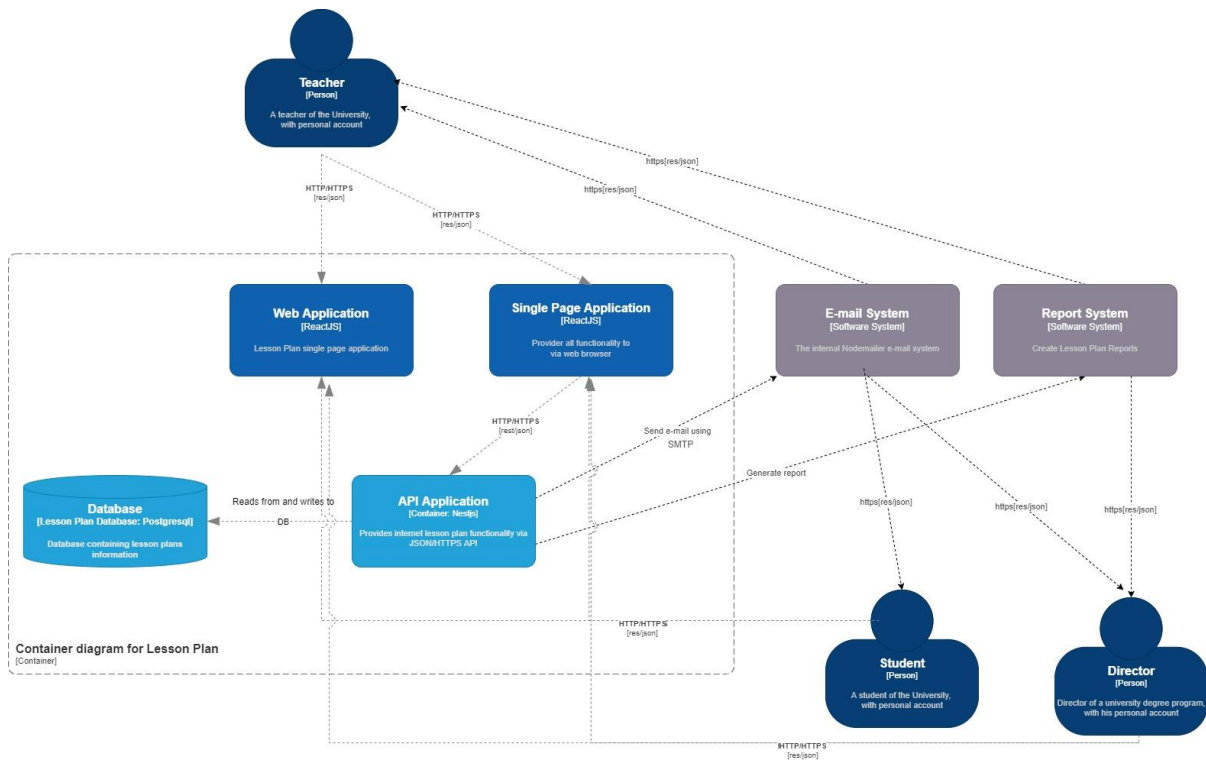 Teacher
[Person]
A teacher of the University,
with personal account
https[res/json]
https[res/json]
HTTP/HTTPS
[res/json]
HTTP/HTTPS
[res/json]
Web Application
[ReactJS]
Lesson Plan single page application
Single Page Application
[ReactJS]
Provider all functionality to
via web browser
E-mail System
[Software System]
The internal Nodemailer e-mail system
Report System
[Software System]
Create Lesson Plan Reports
HTTP/HTTPS
[rest/json]
Send e-mail using
SMTP
Generate report
Database
[Lesson Plan Database: Postgresql]
Database containing lesson plans
information
Reads from and writes to
DB
API Application
[Container: Nestjs]
Provides internet lesson plan functionality via
JSON/HTTPS API
https[res/json]
https[res/json]
https[res/json]
HTTP/HTTPS
[res/json]
Container diagram for Lesson Plan
[Container]
Student
[Person]
A student of the University,
with personal account
Director
[Person]
Director of a university degree program,
with his personal account
HTTP/HTTPS
[res/json]